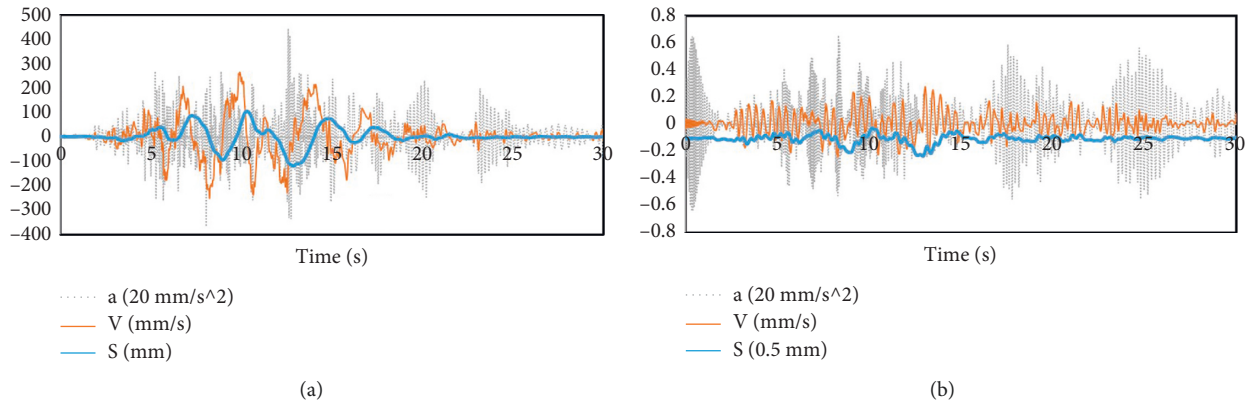 500
400
300
200
100
0
−100
−200
−300
−400
0 5 10 15 20 25 30
Time (s)
a (20 mm/s^2)
V (mm/s)
S (mm)
(a)
0.8
0.6
0.4
0.2
0
−0.2
−0.4
−0.6
−0.8
0 5 10 15 20 25 30
Time (s)
a (20 mm/s^2)
V (mm/s)
S (0.5 mm)
(b)